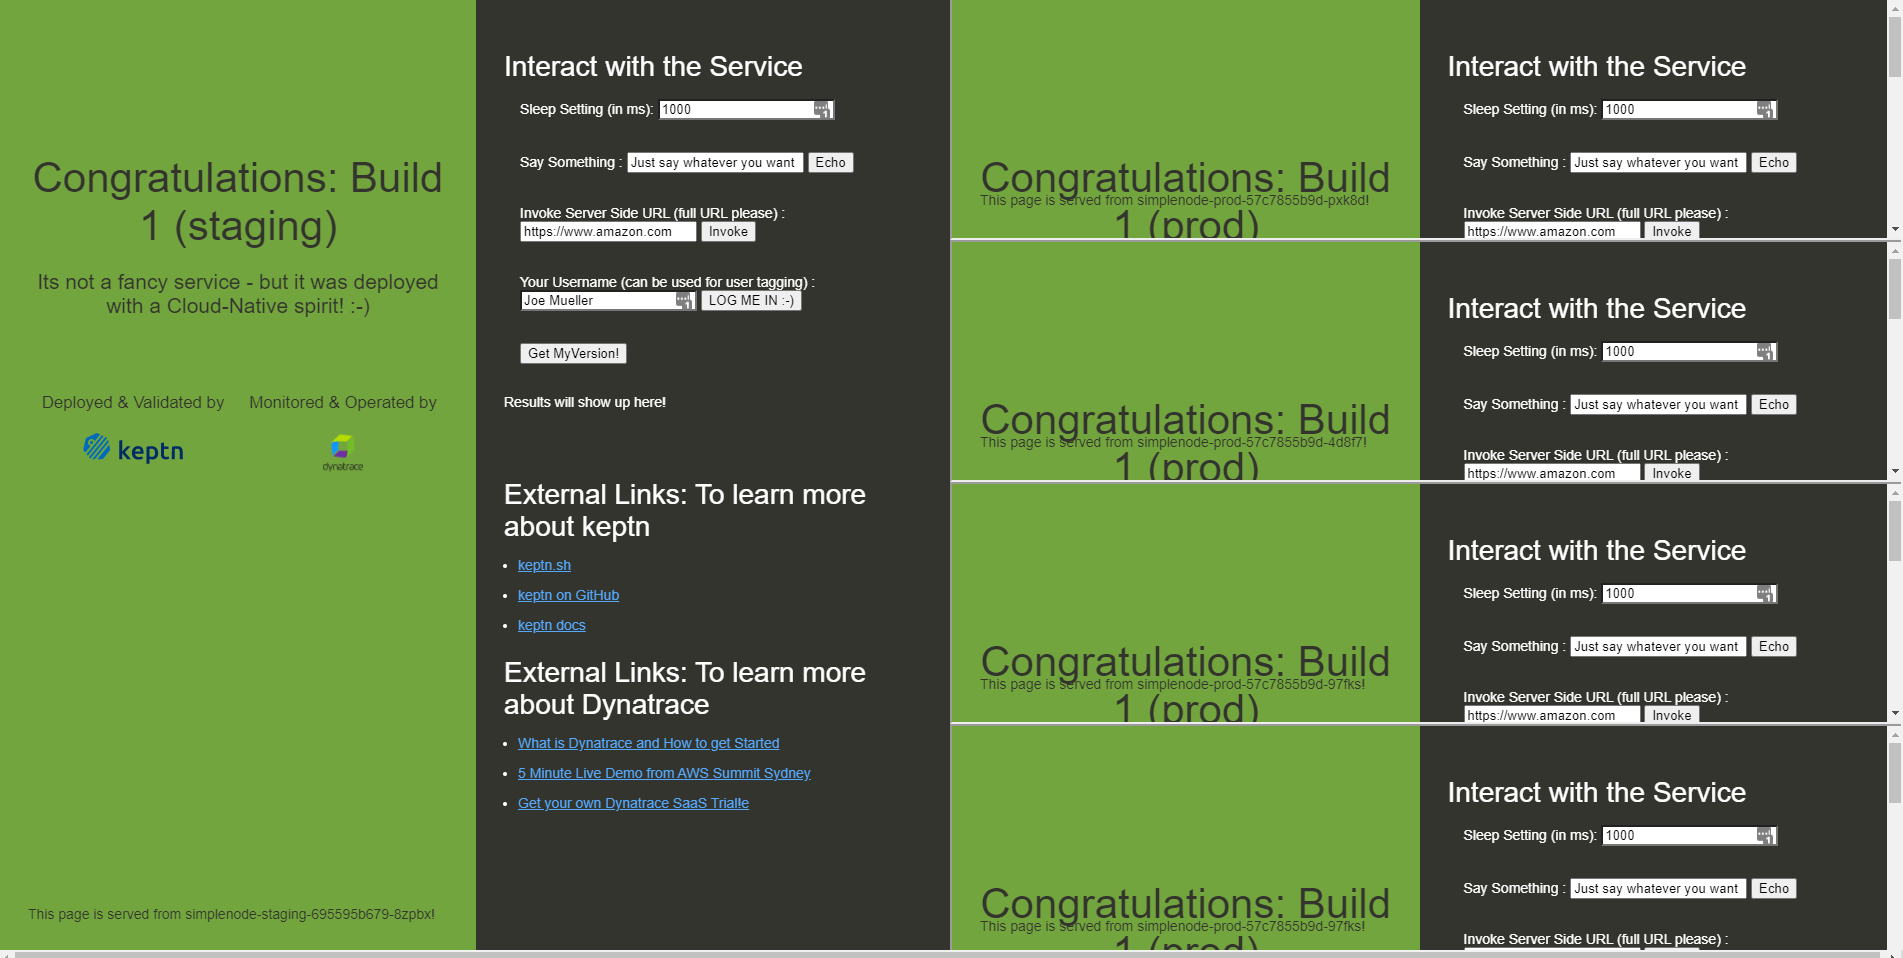 Congratulations: Build
1 (staging)
Its not a fancy service - but it was deployed
with a Cloud-Native spirit! :-)
Deployed & Validated by
Monitored & Operated by
keptn
dynatrace
This page is served from simplenode-staging-695595b679-8zpbx!
Interact with the Service
Sleep Setting (in ms): 1000
Say Something : Just say whatever you want Echo
Invoke Server Side URL (full URL please) :
https://www.amazon.com Invoke
Your Username (can be used for user tagging) :
Joe Mueller LOG ME IN :-)
Get MyVersion!
Results will show up here!
External Links: To learn more
about keptn
keptn.sh
keptn on GitHub
keptn docs
External Links: To learn more
about Dynatrace
What is Dynatrace and How to get Started
5 Minute Live Demo from AWS Summit Sydney
Get your own Dynatrace SaaS Trial!e
Congratulations: Build
This page is served from simplenode-prod-57c7855b9d-pxk8d!
1 (prod)
Interact with the Service
Sleep Setting (in ms): 1000
Say Something : Just say whatever you want Echo
Invoke Server Side URL (full URL please) :
https://www.amazon.com Invoke
Congratulations: Build
This page is served from simplenode-prod-57c7855b9d-4d8f7!
1 (prod)
Interact with the Service
Sleep Setting (in ms): 1000
Say Something : Just say whatever you want Echo
Invoke Server Side URL (full URL please) :
https://www.amazon.com Invoke
Congratulations: Build
This page is served from simplenode-prod-57c7855b9d-97fks!
1 (prod)
Interact with the Service
Sleep Setting (in ms): 1000
Say Something : Just say whatever you want Echo
Invoke Server Side URL (full URL please) :
https://www.amazon.com Invoke
Congratulations: Build
This page is served from simplenode-prod-57c7855b9d-97fks!
1 (prod)
Interact with the Service
Sleep Setting (in ms): 1000
Say Something : Just say whatever you want Echo
Invoke Server Side URL (full URL please) :